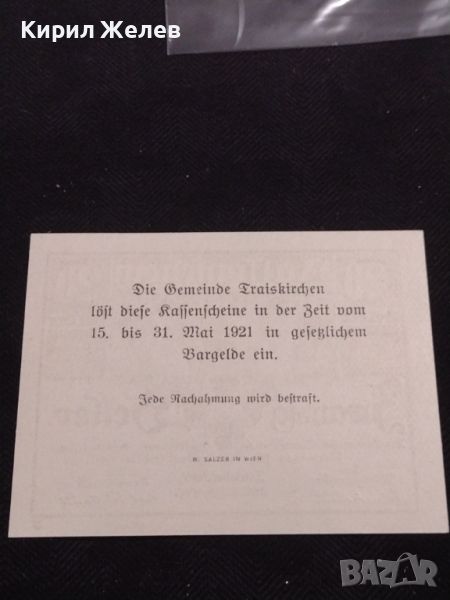 Кирил Желев
Die Gemeinde Traiskirchen
löst diese Kassenscheine in der Zeit vom
15. bis 31. Mai 1921 in gesetzlichem
Bargelde ein.
Jede Nachahmung wird bestraft.
R. SALZER IN WIEN
BAZAR